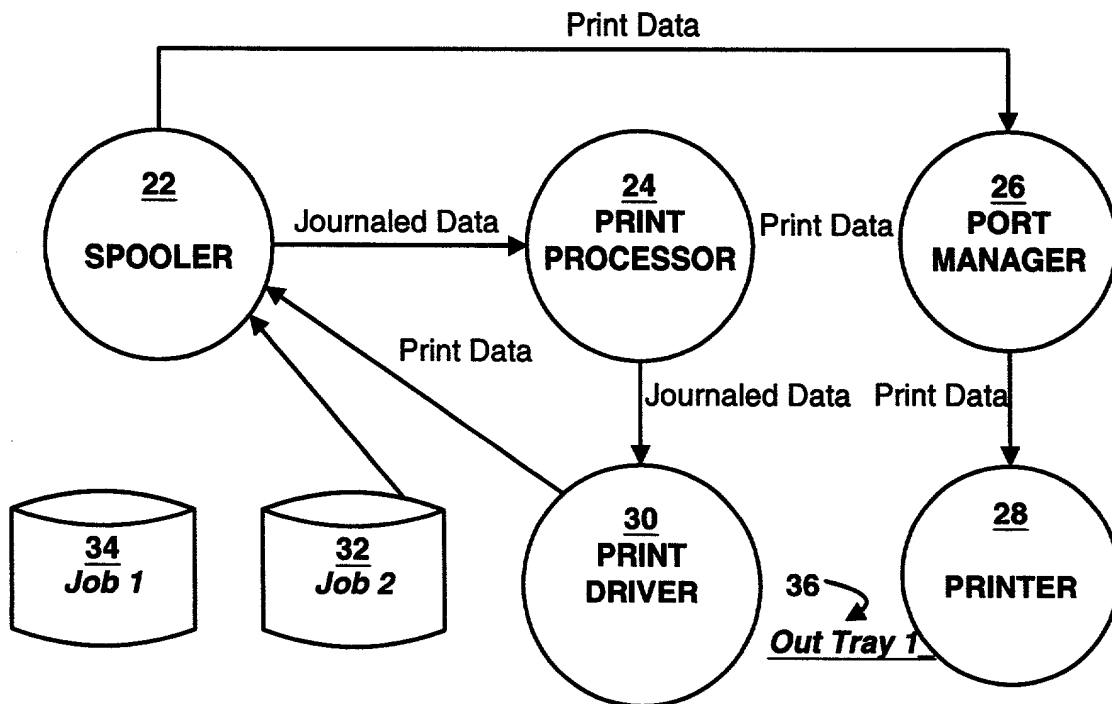 Print Data
22
SPOOLER
Journaled Data
24
PRINT
PROCESSOR
Print Data
26
PORT
MANAGER
Print Data
Journaled Data
Print Data
34
Job 1
32
Job 2
30
PRINT
DRIVER
36
Out Tray 1
28
PRINTER